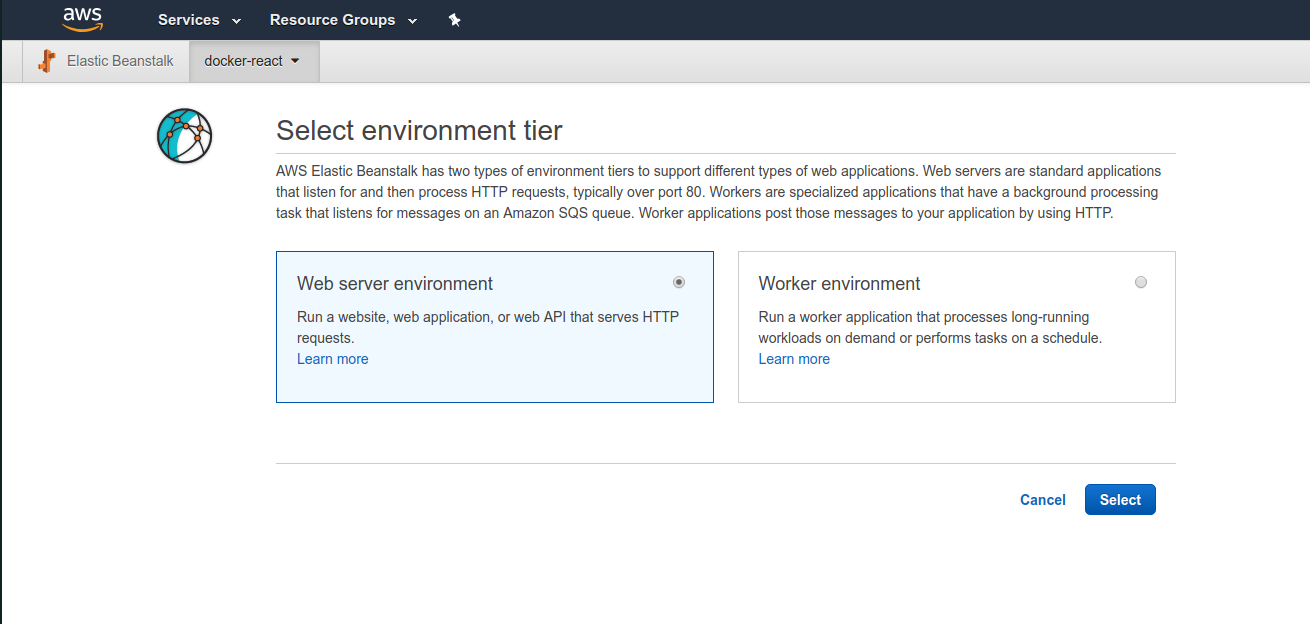 aws Services Resource Groups
Elastic Beanstalk docker-react
Select environment tier
AWS Elastic Beanstalk has two types of environment tiers to support different types of web applications. Web servers are standard applications
that listen for and then process HTTP requests, typically over port 80. Workers are specialized applications that have a background processing
task that listens for messages on an Amazon SQS queue. Worker applications post those messages to your application by using HTTP.
Web server environment
Run a website, web application, or web API that serves HTTP
requests.
Learn more
Worker environment
Run a worker application that processes long-running
workloads on demand or performs tasks on a schedule.
Learn more
Cancel Select